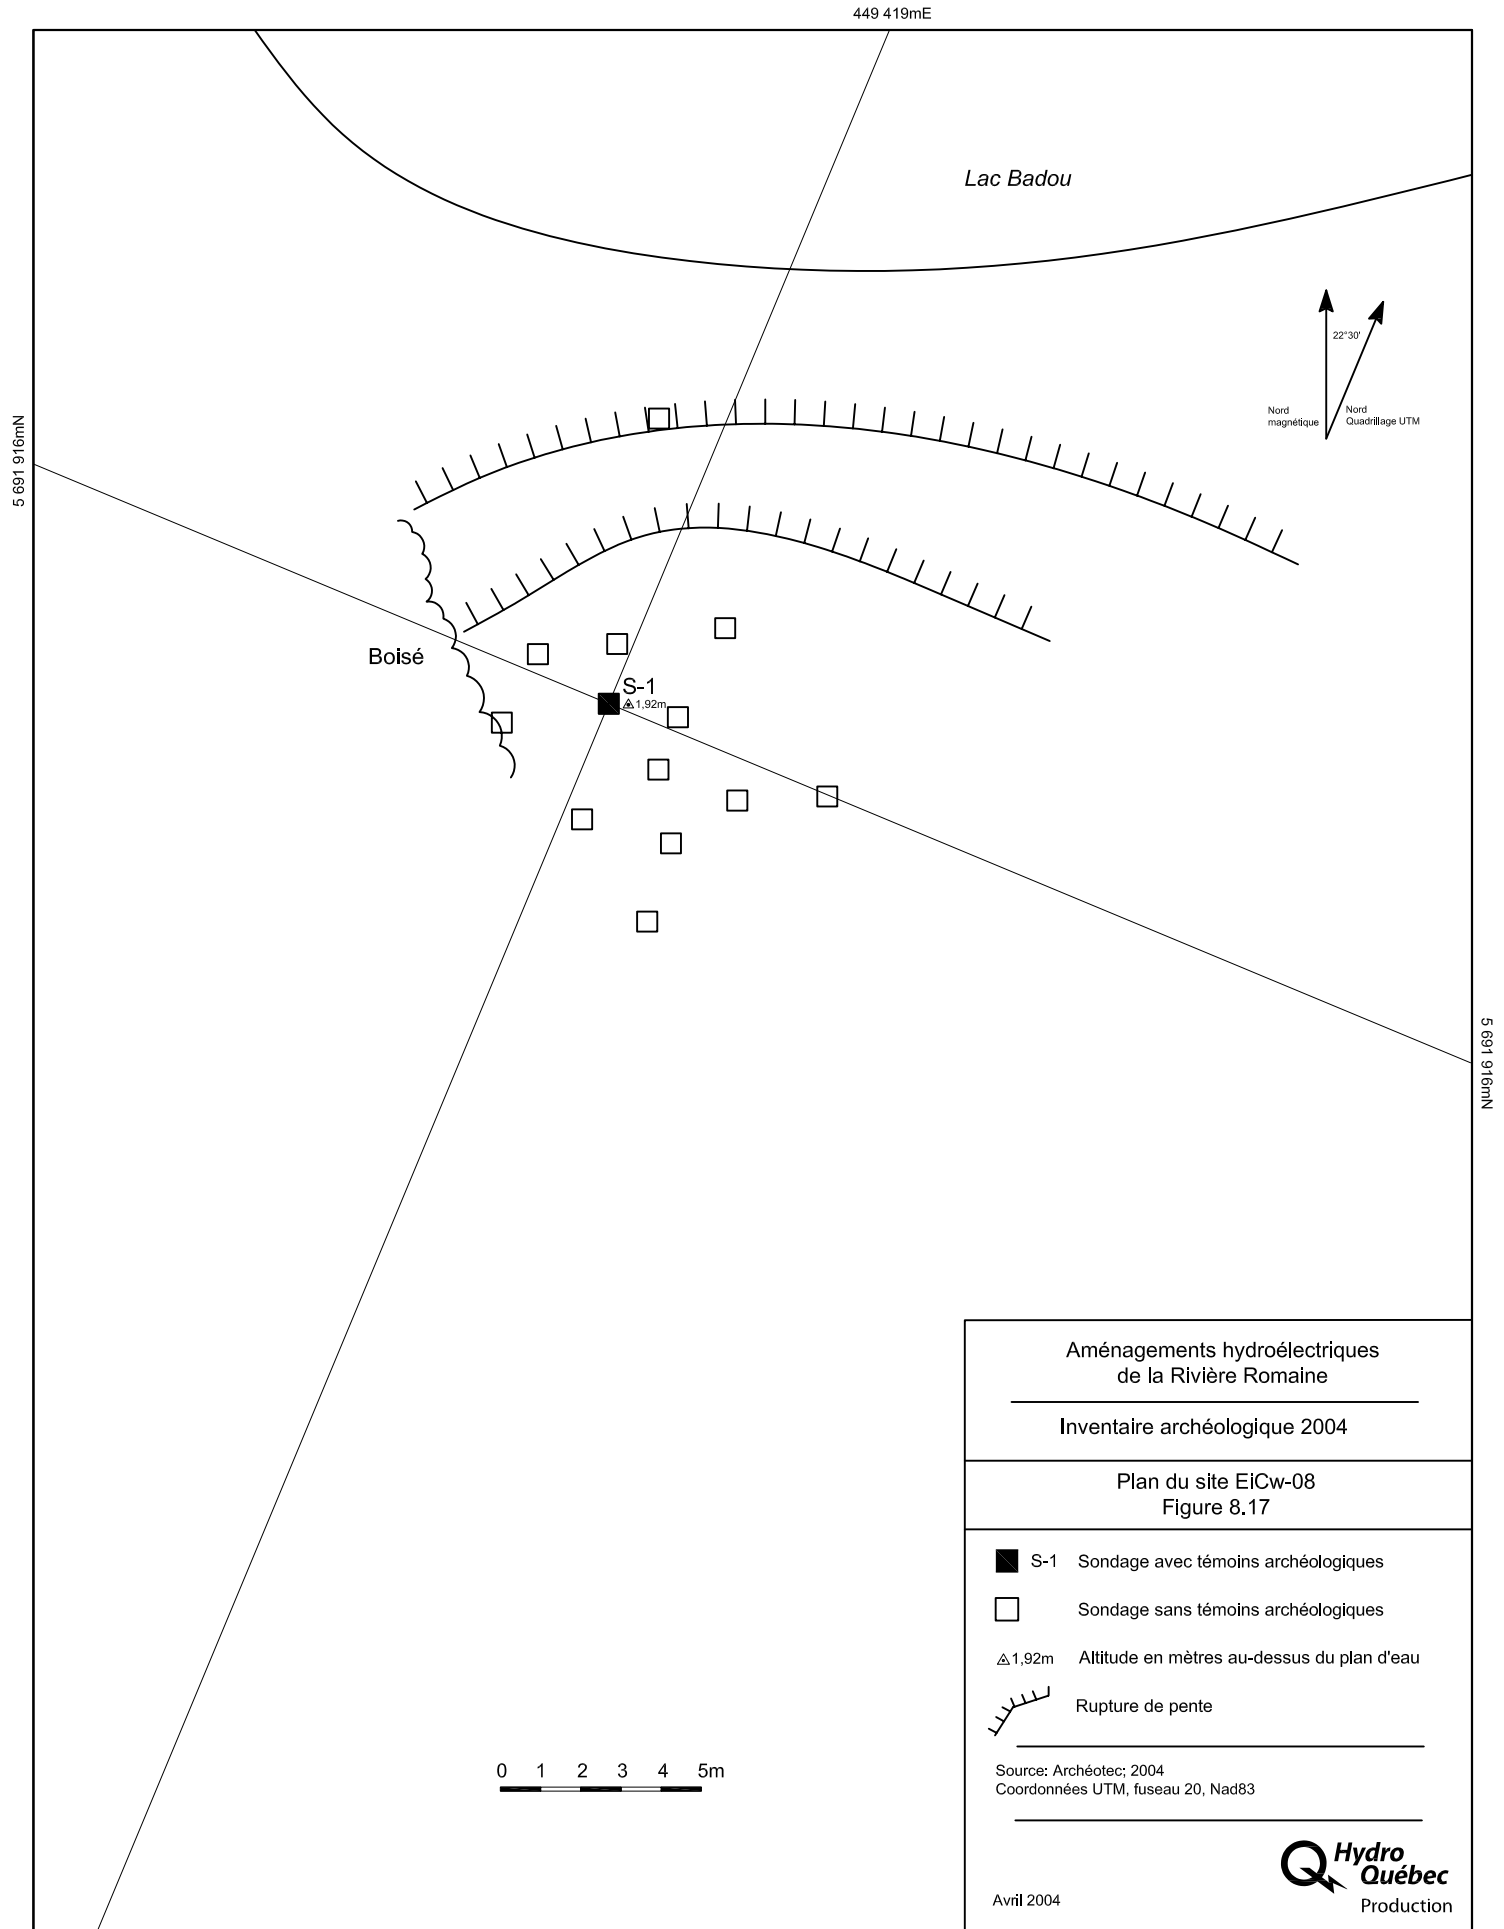 449 419mE
Lac Badou
22°30'
Nord
magnétique
Nord
Quadrillage UTM
5 691 916mN
Boisé
S-1
1,92m
5 691 916mN
Aménagements hydroélectriques
de la Rivière Romaine
Inventaire archéologique 2004
Plan du site EiCw-08
Figure 8.17
S-1 Sondage avec témoins archéologiques
Sondage sans témoins archéologiques
1,92m Altitude en mètres au-dessus du plan d'eau
Rupture de pente
0 1 2 3 4 5m
Source: Archéotec; 2004
Coordonnées UTM, fuseau 20, Nad83
Hydro
Québec
Production
Avril 2004